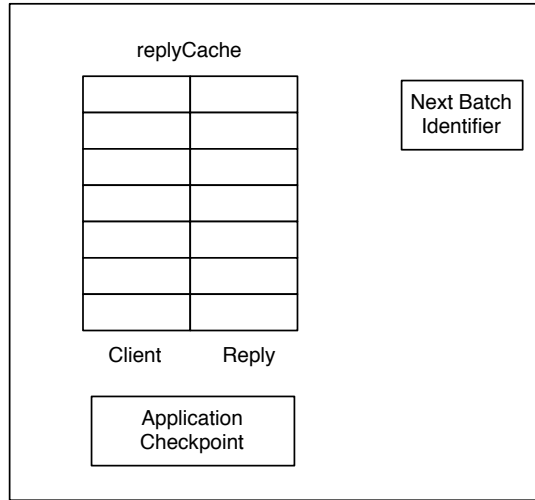 replyCache
Next Batch
Identifier
Client
Reply
Application
Checkpoint